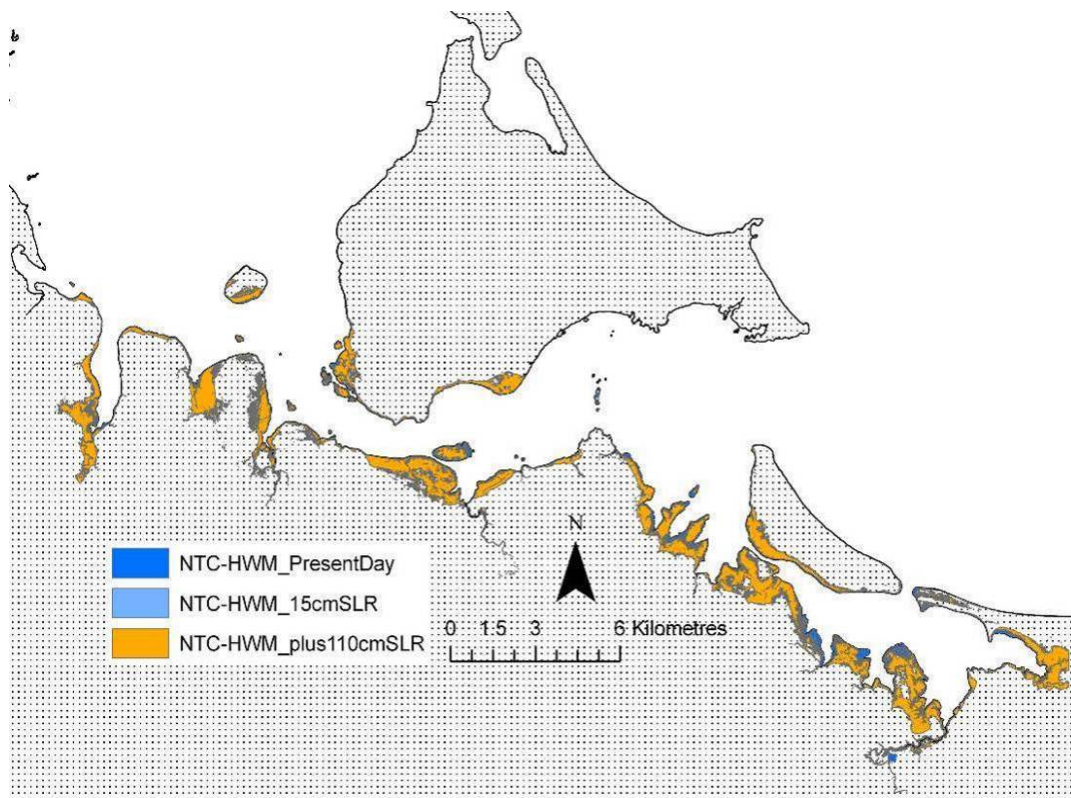 N
NTC-HWM_PresentDay
NTC-HWM_15cmSLR
NTC-HWM_plus110cmSLR
0 1.5 3 6 Kilometres